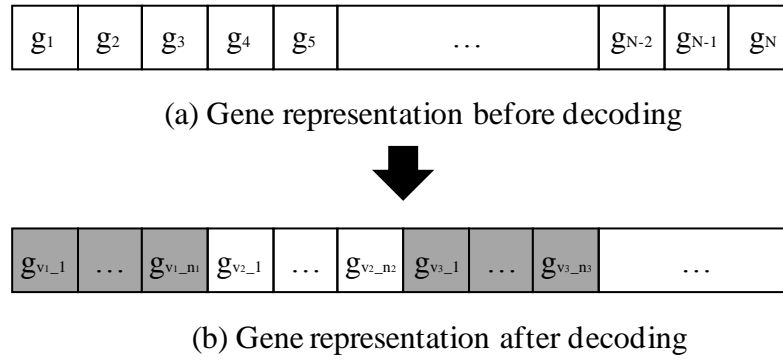 g1 g2 g3 g4 g5 … gN-2 gN-1 gN
(a) Gene representation before decoding
gv1_1 … gv1_n1 gv2_1 … gv2_n2 gv3_1 … gv3_n3 …
(b) Gene representation after decoding